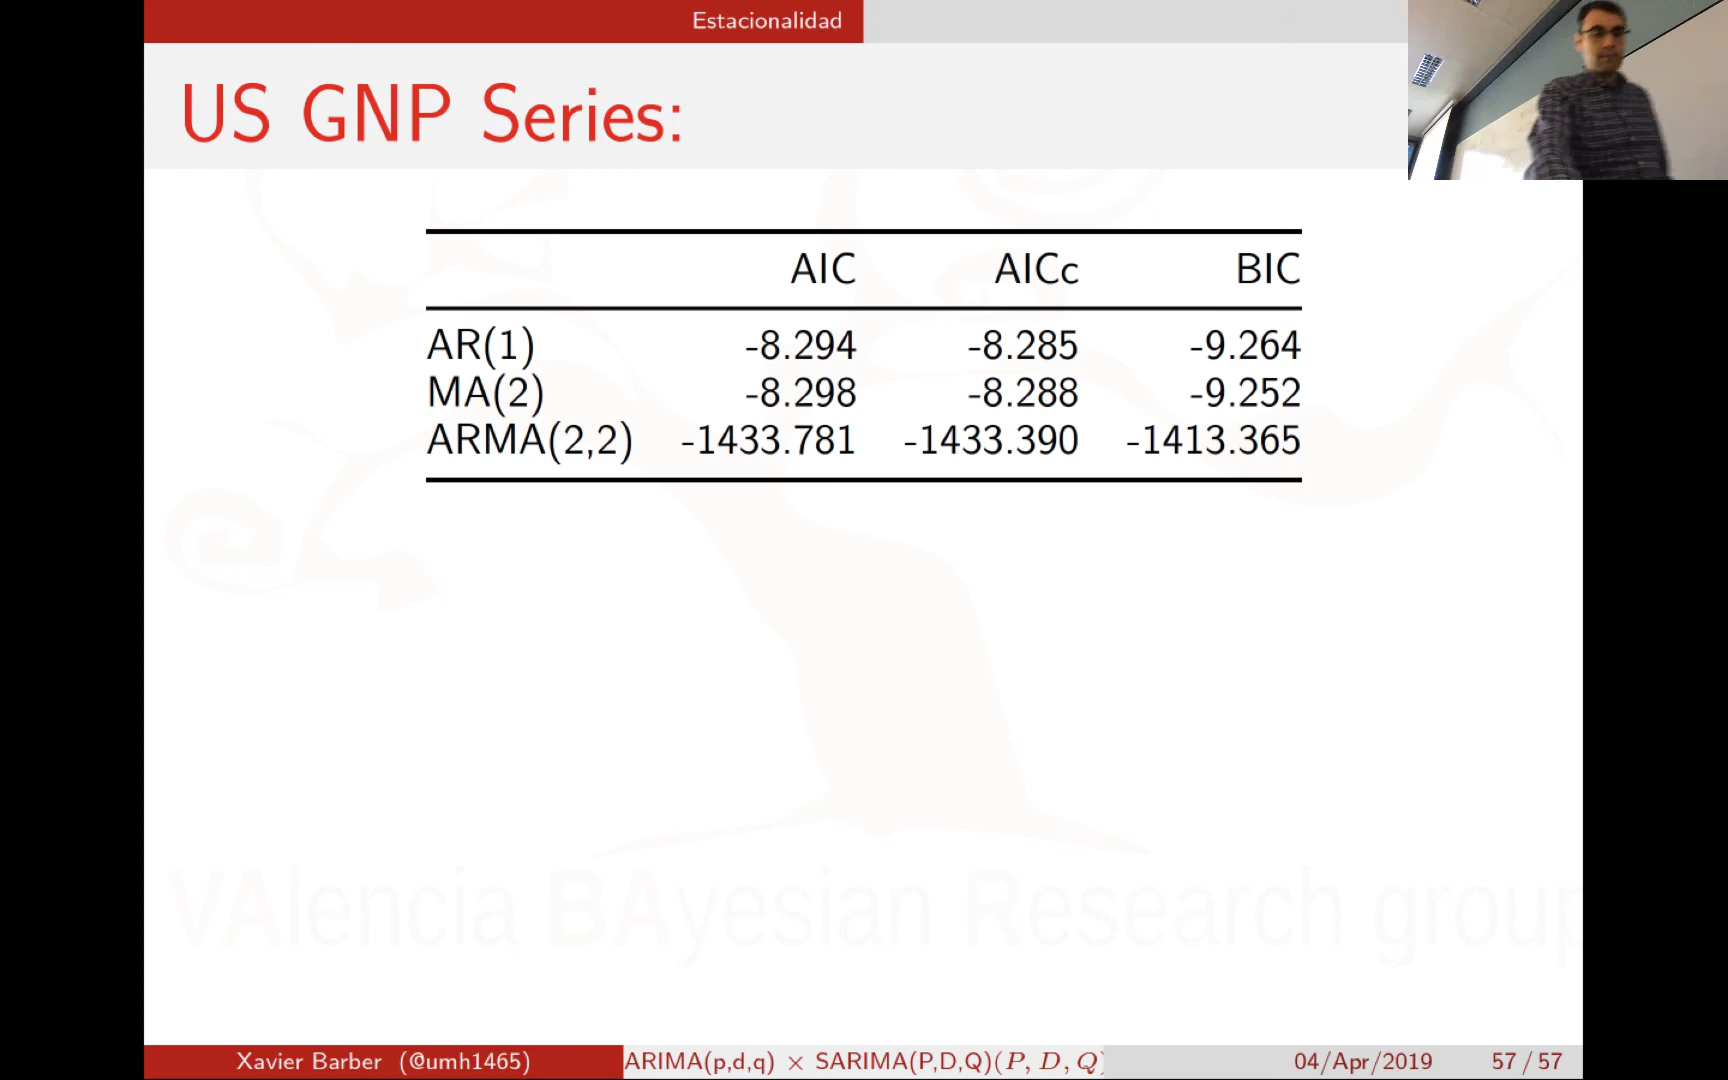 Estacionalidad
US GNP Series:
AIC AICc BIC
AR(1) -8.294 -8.285 -9.264
MA(2) -8.298 -8.288 -9.252
ARMA(2,2) -1433.781 -1433.390 -1413.365
VAlencia BAyesian Research group
Xavier Barber (@umh1465) ARIMA(p,d,q) × SARIMA(P,D,Q)(P, D, Q) 04/Apr/2019 57 / 57